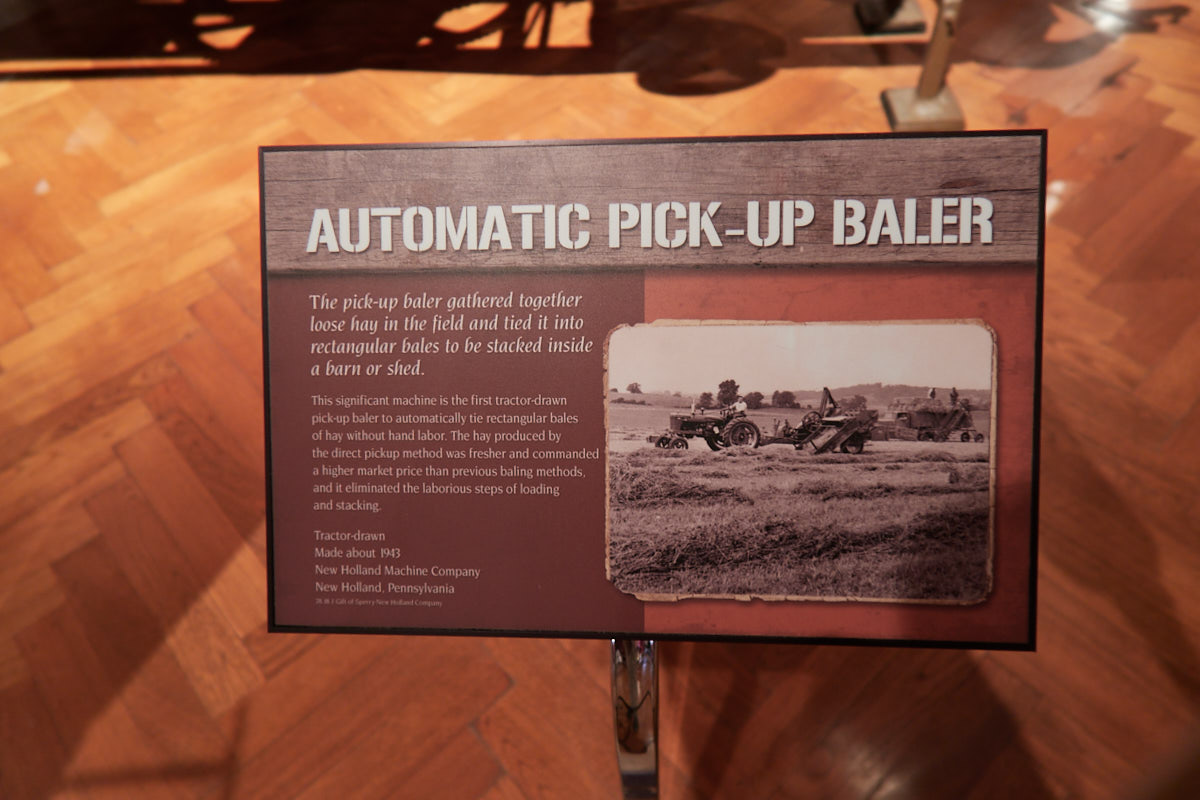 AUTOMATIC PICK-UP BALER
The pick-up baler gathered together
loose hay in the field and tied it into
rectangular bales to be stacked inside
a barn or shed.
This significant machine is the first tractor-drawn
pick-up baler to automatically tie rectangular bales
of hay without hand labor. The hay produced by
the direct pickup method was fresher and commanded
a higher market price than previous baling methods,
and it eliminated the laborious steps of loading
and stacking.
Tractor-drawn
Made about 1943
New Holland Machine Company
New Holland, Pennsylvania
Gift of Sperry New Holland Company